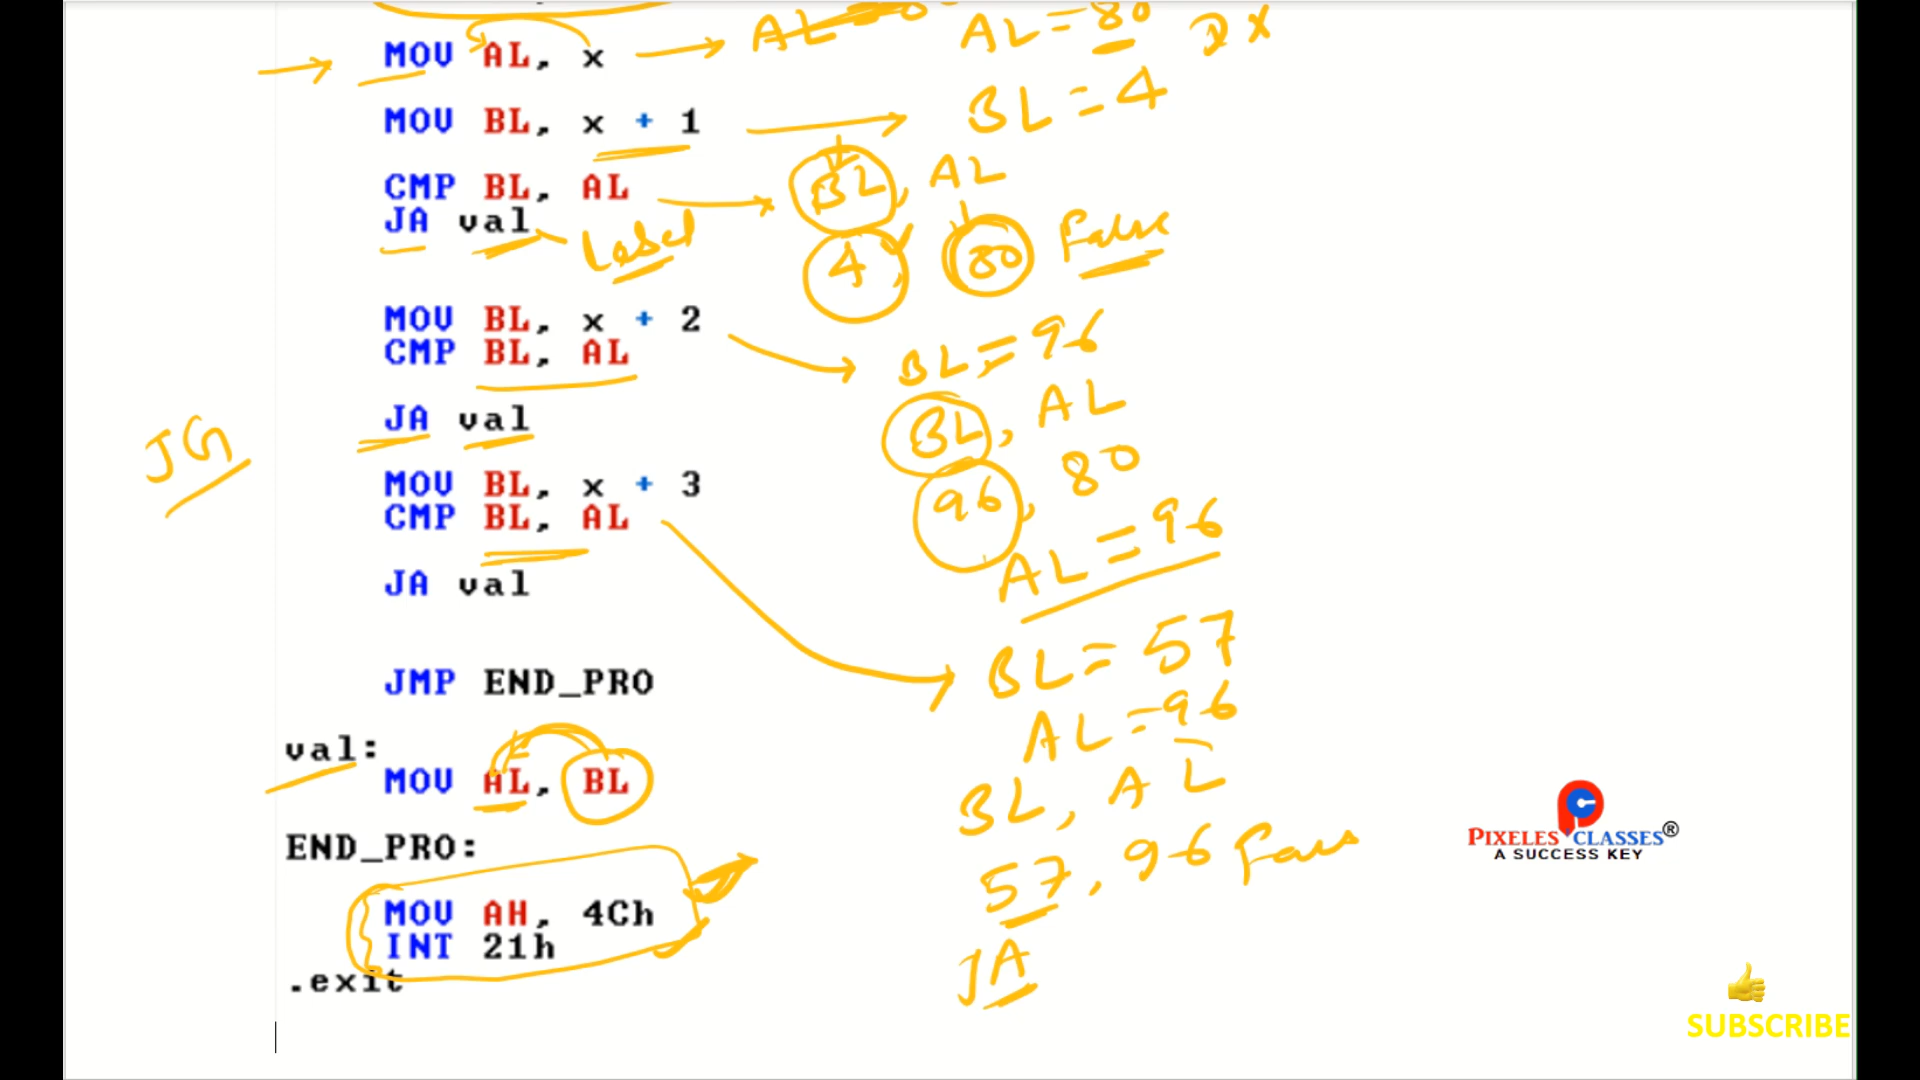 MOV AL, x AL AL=80 D X
MOV BL, x + 1 BL=4
CMP BL, AL BL, AL
JA val Label 4, 80 False
MOV BL, x + 2 BL=96
CMP BL, AL BL, AL
JA val 96, 80
JG
MOV BL, x + 3
CMP BL, AL AL=96
JA val
JMP END_PRO BL=57
AL=96
val:
MOV AL, BL BL, AL
END_PRO: 57, 96
MOV AH, 4Ch
INT 21h JA
.exit
PIXELES CLASSES®
A SUCCESS KEY
SUBSCRIBE